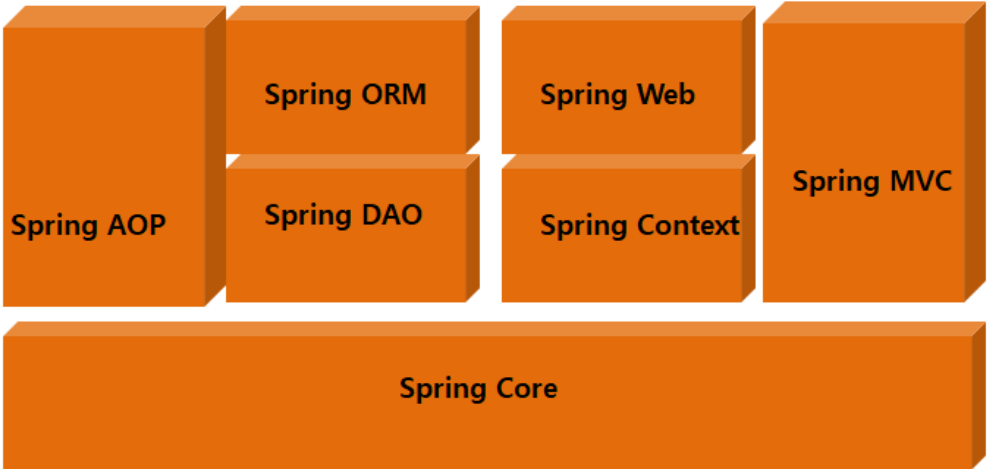 Spring ORM
Spring Web
Spring MVC
Spring AOP
Spring DAO
Spring Context
Spring Core